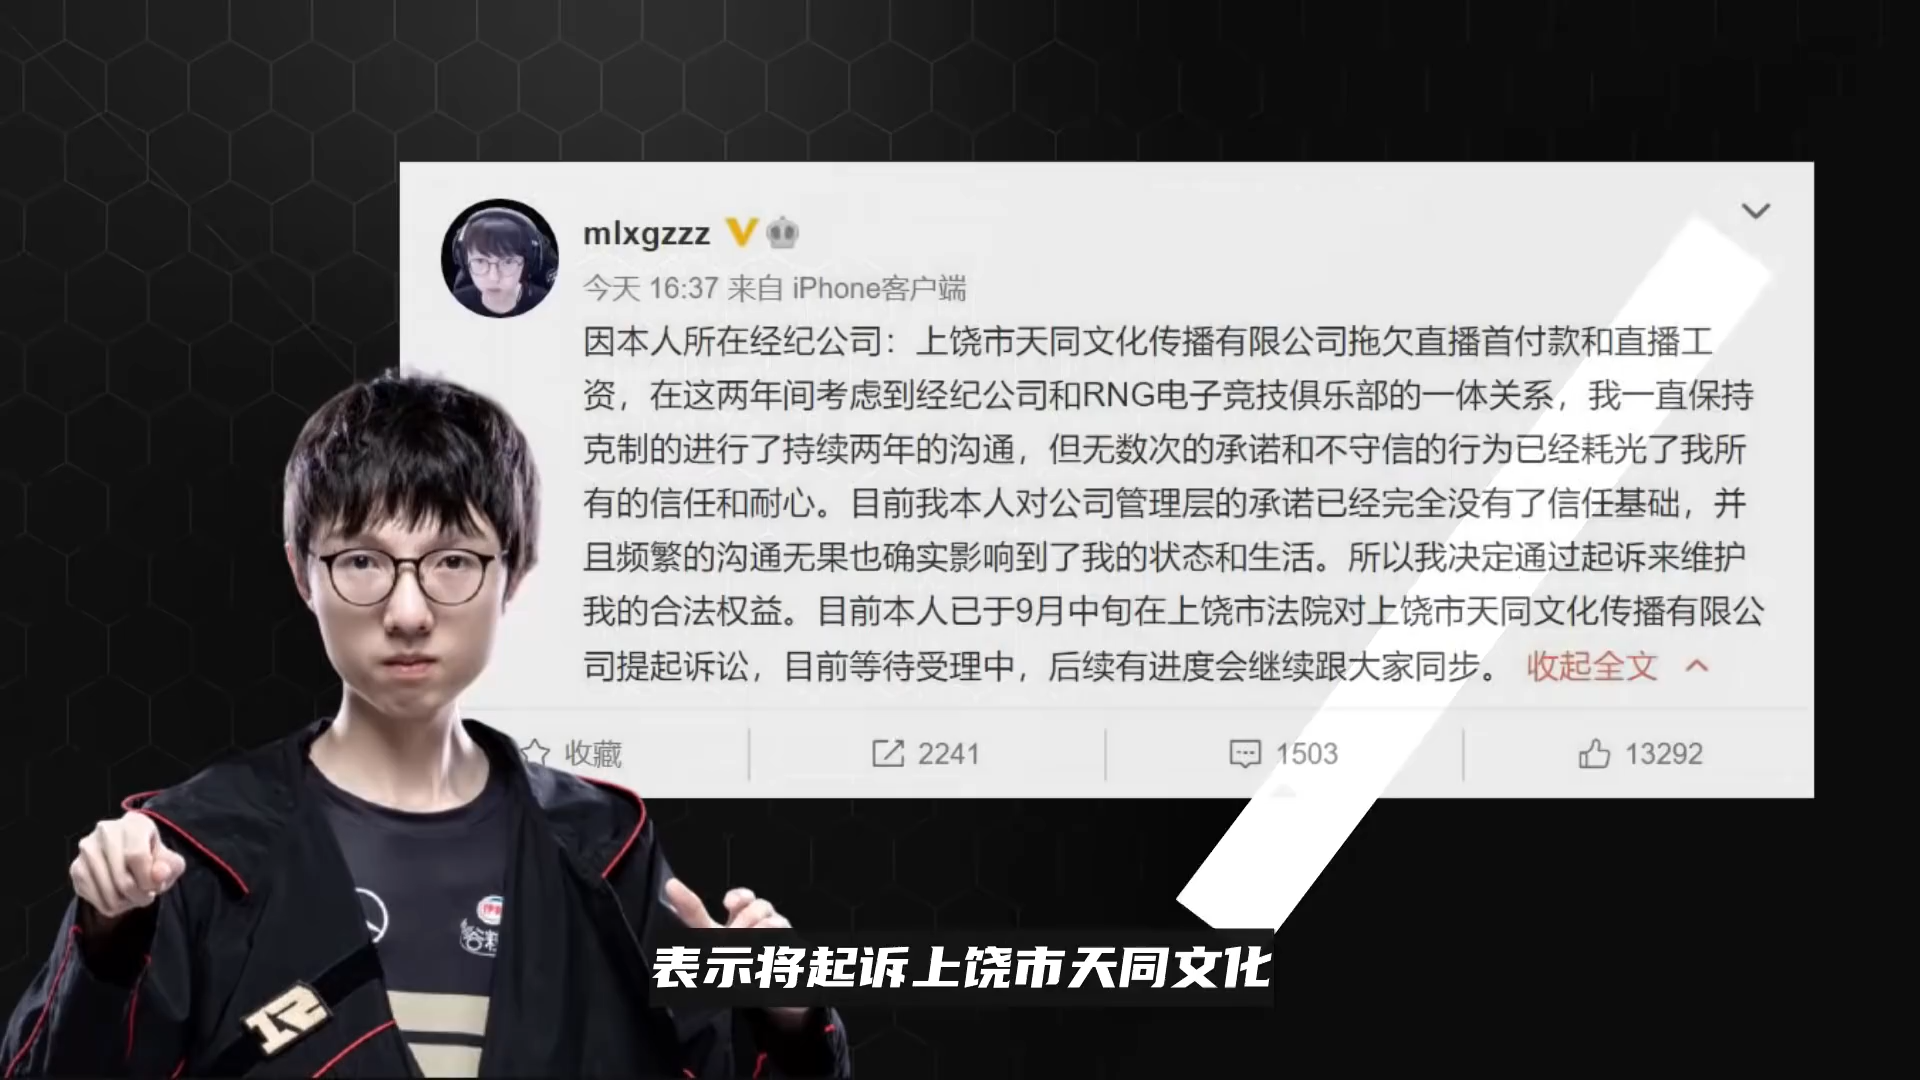 mlxgzzz
今天 16:37 来自 iPhone客户端
因本人所在经纪公司：上饶市天同文化传播有限公司拖欠直播首付款和直播工
资，在这两年间考虑到经纪公司和RNG电子竞技俱乐部的一体关系，我一直保持
克制的进行了持续两年的沟通，但无数次的承诺和不守信的行为已经耗光了我所
有的信任和耐心。目前我本人对公司管理层的承诺已经完全没有了信任基础，并
且频繁的沟通无果也确实影响到了我的状态和生活。所以我决定通过起诉来维护
我的合法权益。目前本人已于9月中旬在上饶市法院对上饶市天同文化传播有限公
司提起诉讼，目前等待受理中，后续有进度会继续跟大家同步。 收起全文
收藏 2241 1503 13292
表示将起诉上饶市天同文化